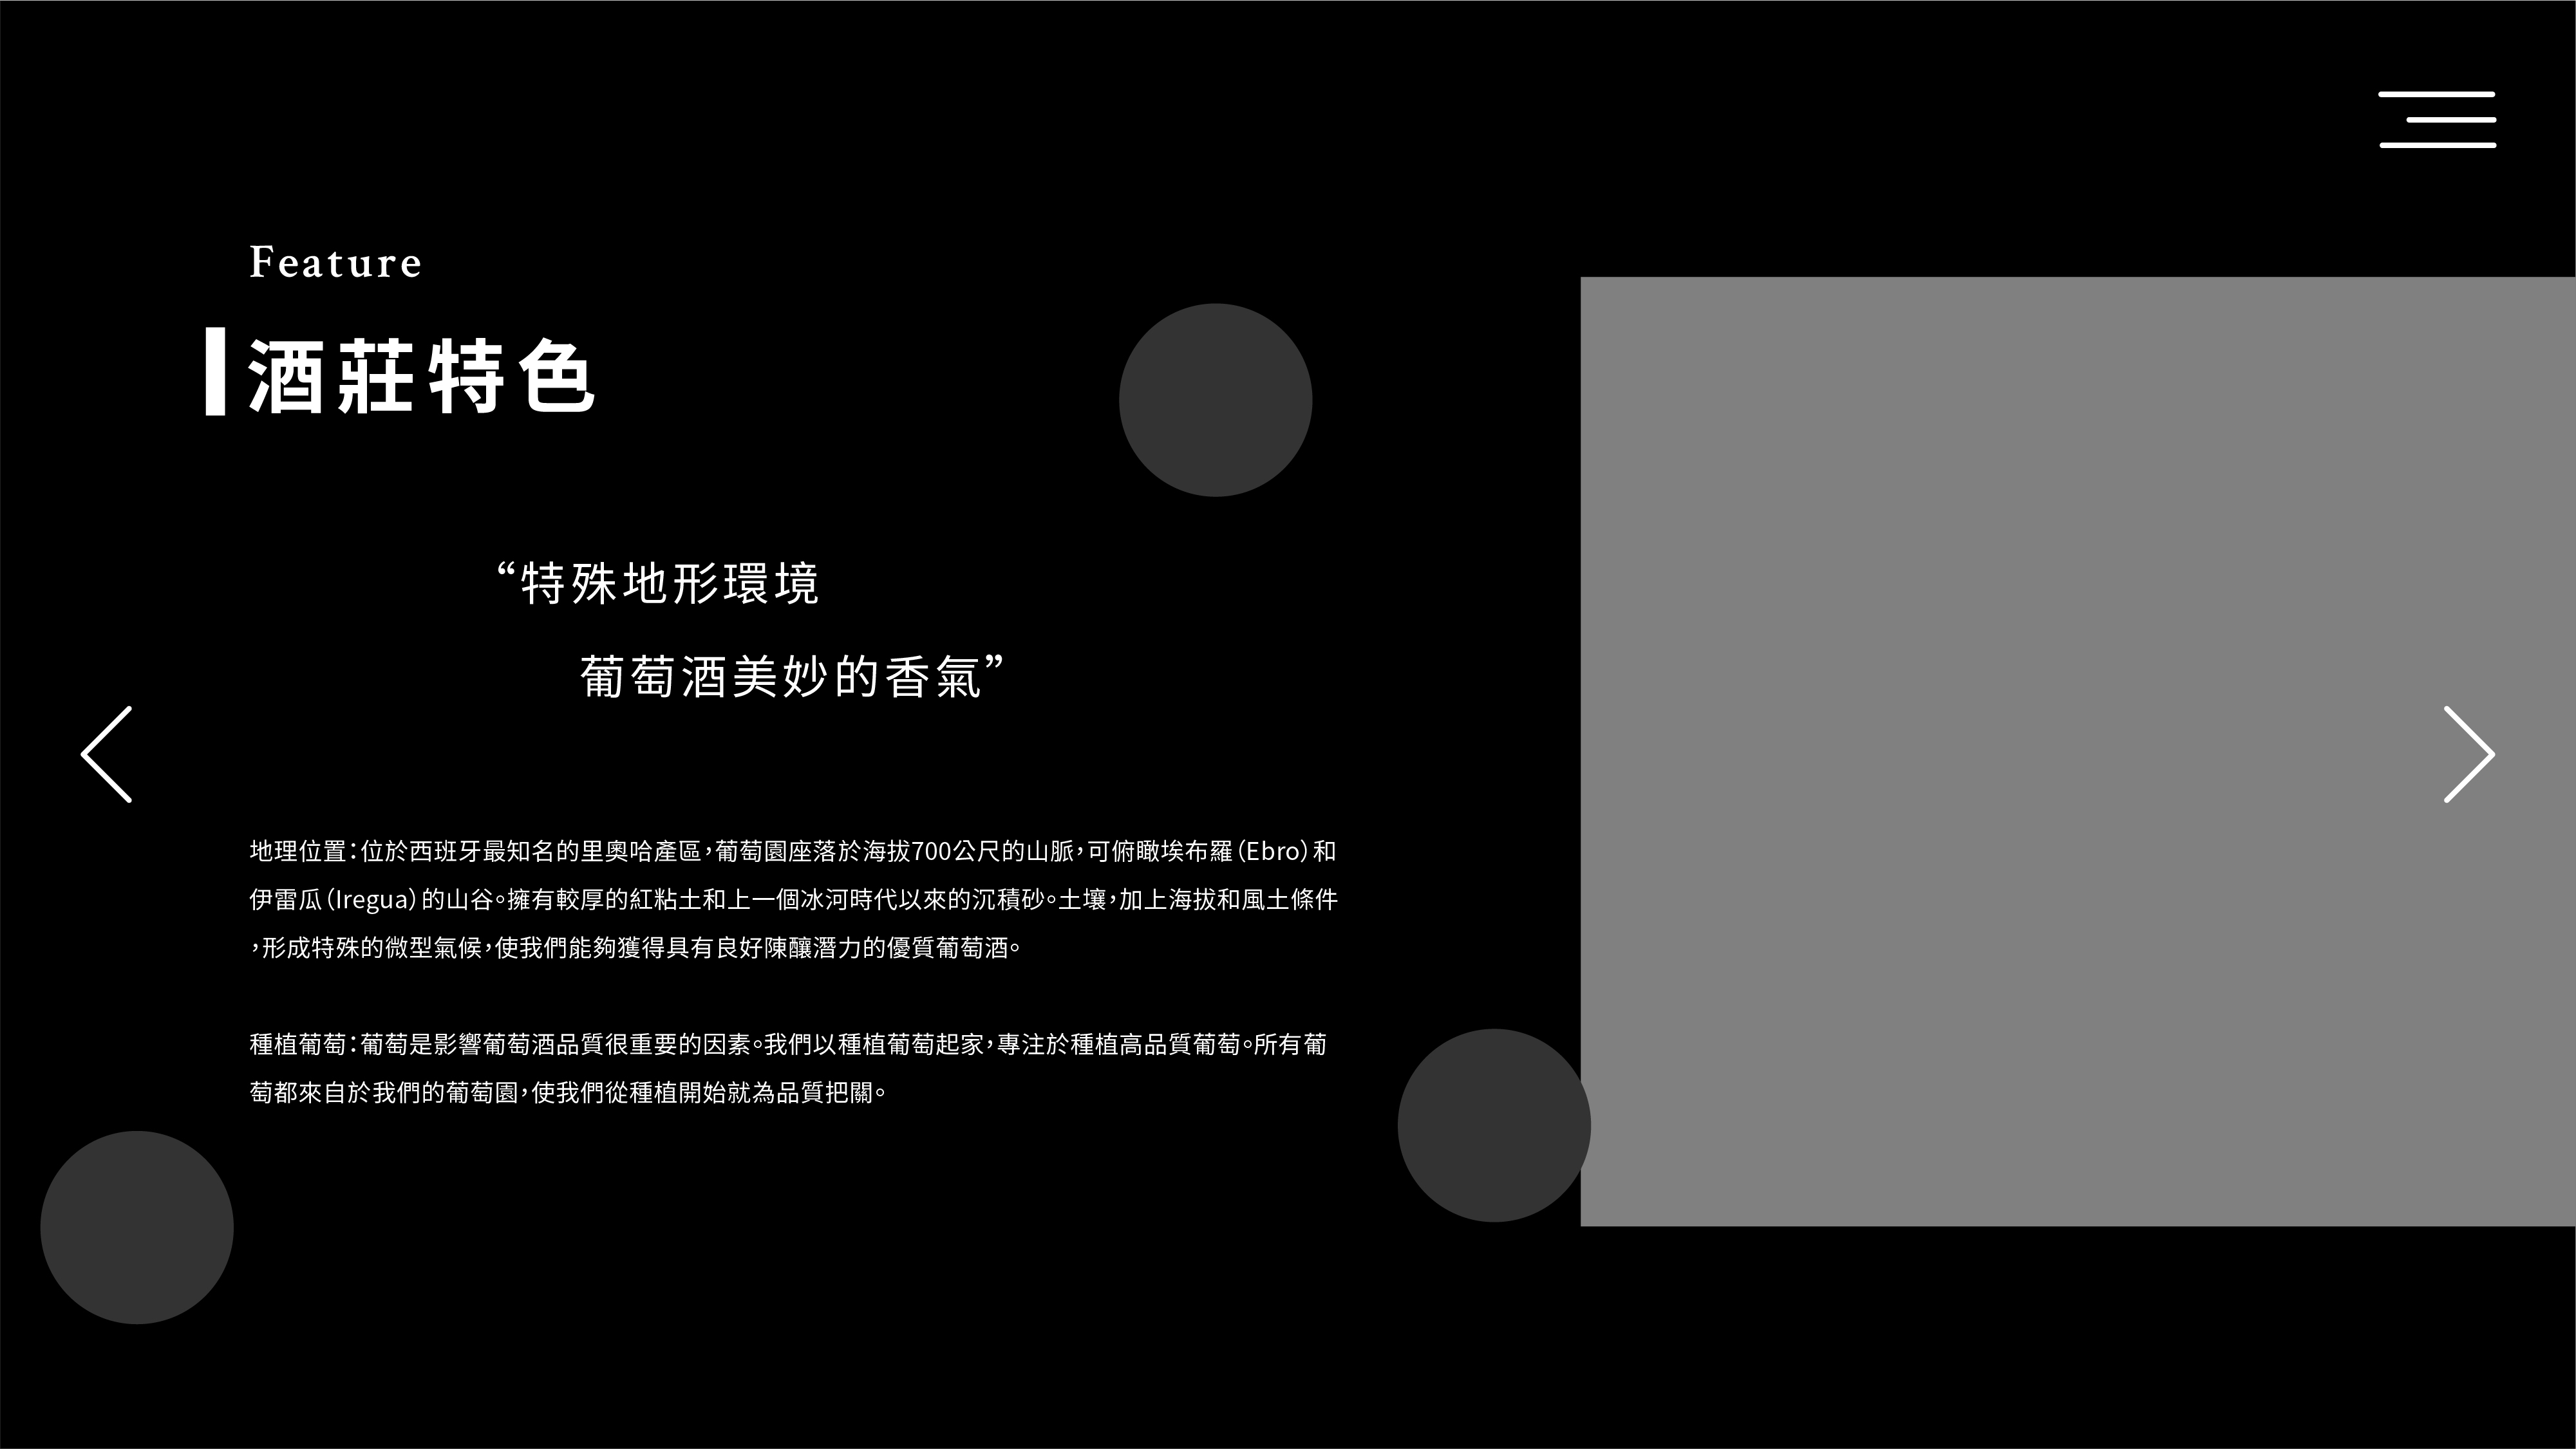 Feature
酒莊特色
“特殊地形環境
葡萄酒美妙的香氣”
地理位置：位於西班牙最知名的里奧哈產區，葡萄園座落於海拔700公尺的山脈，可俯瞰埃布羅（Ebro）和
伊雷瓜（Iregua）的山谷。擁有較厚的紅粘土和上一個冰河時代以來的沉積砂。土壤，加上海拔和風土條件
，形成特殊的微型氣候，使我們能夠獲得具有良好陳釀潛力的優質葡萄酒。
種植葡萄：葡萄是影響葡萄酒品質很重要的因素。我們以種植葡萄起家，專注於種植高品質葡萄。所有葡
萄都來自於我們的葡萄園，使我們從種植開始就為品質把關。